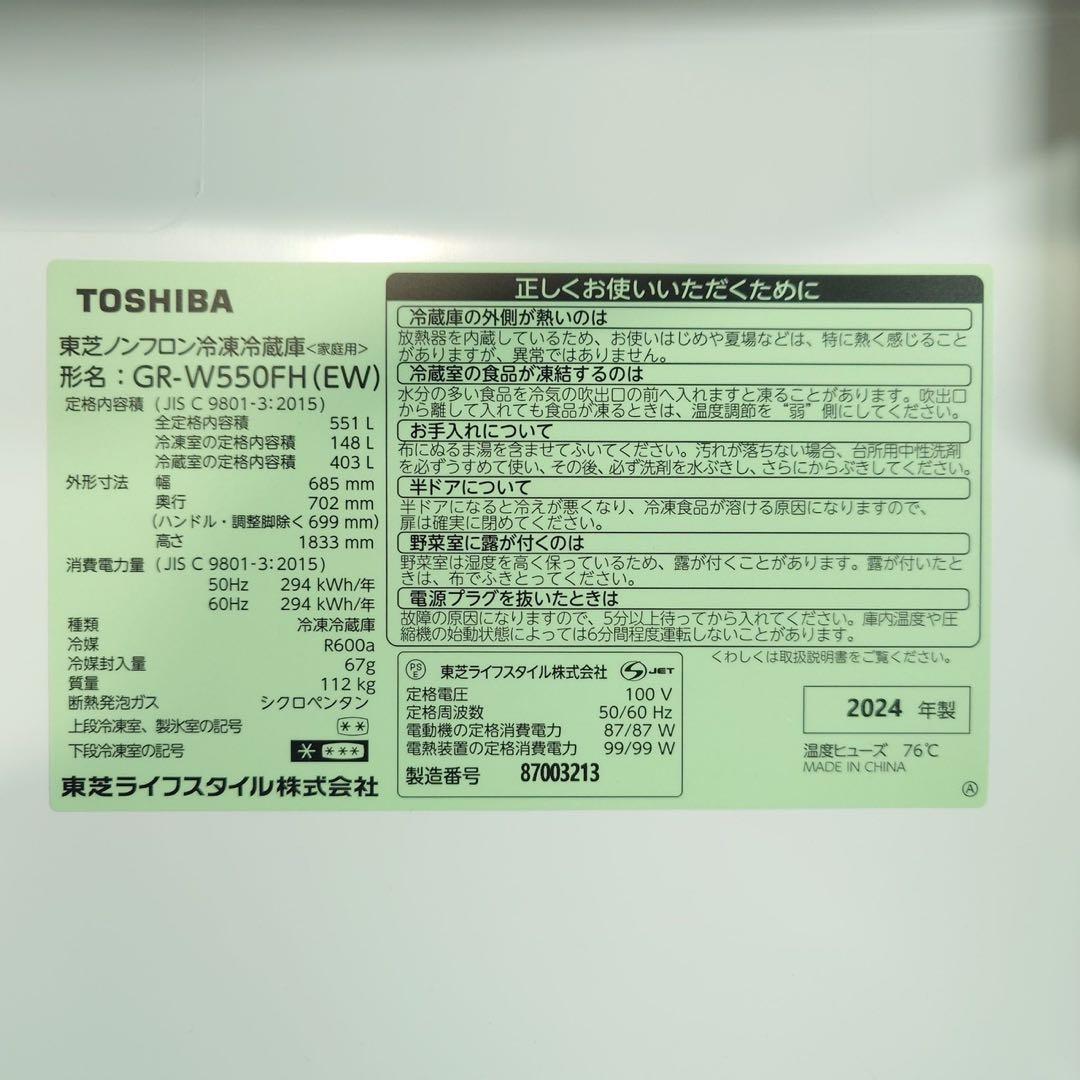 TOSHIBA
東芝ノンフロン冷凍冷蔵庫<家庭用>
形名：GR-W550FH(EW)
定格内容積 (JIS C 9801-3:2015)
全定格内容積 551 L
冷凍室の定格内容積 148 L
冷蔵室の定格内容積 403 L
外形寸法 幅 685 mm
奥行 702 mm
(ハンドル・調整脚除く 699 mm)
高さ 1833 mm
消費電力量 (JIS C 9801-3:2015)
50Hz 294 kWh/年
60Hz 294 kWh/年
種類 冷凍冷蔵庫
冷媒 R600a
冷媒封入量 67g
質量 112 kg
断熱発泡ガス シクロペンタン
上段冷凍室、製氷室の記号 **
下段冷凍室の記号 * ***
東芝ライフスタイル株式会社
正しくお使いいただくために
冷蔵庫の外側が熱いのは
放熱器を内蔵しているため、お使いはじめや夏場などは、特に熱く感じること
がありますが、異常ではありません。
冷蔵室の食品が凍結するのは
水分の多い食品を冷気の吹出口の前へ入れますと凍ることがあります。吹出口
から離して入れても食品が凍るときは、温度調節を“弱”側にしてください。
お手入れについて
布にぬるま湯を含ませてふいてください。汚れが落ちない場合、台所用中性洗剤
を必ずうすめて使い、その後、必ず洗剤を水ぶきし、さらにからぶきしてください。
半ドアについて
半ドアになると冷えが悪くなり、冷凍食品が溶ける原因になりますので、
扉は確実に閉めてください。
野菜室に露が付くのは
野菜室は湿度を高く保っているため、露が付くことがあります。露が付いたと
きは、布でふきとってください。
電源プラグを抜いたときは
故障の原因になりますので、5分以上待ってから入れてください。庫内温度や圧
縮機の始動状態によっては6分間程度運転しないことがあります。
くわしくは取扱説明書をご覧ください。
PSE 東芝ライフスタイル株式会社 S JET
定格電圧 100 V
定格周波数 50/60 Hz
電動機の定格消費電力 87/87 W
電熱装置の定格消費電力 99/99 W
製造番号 87003213
2024 年製
温度ヒューズ 76℃
MADE IN CHINA
Ⓐ